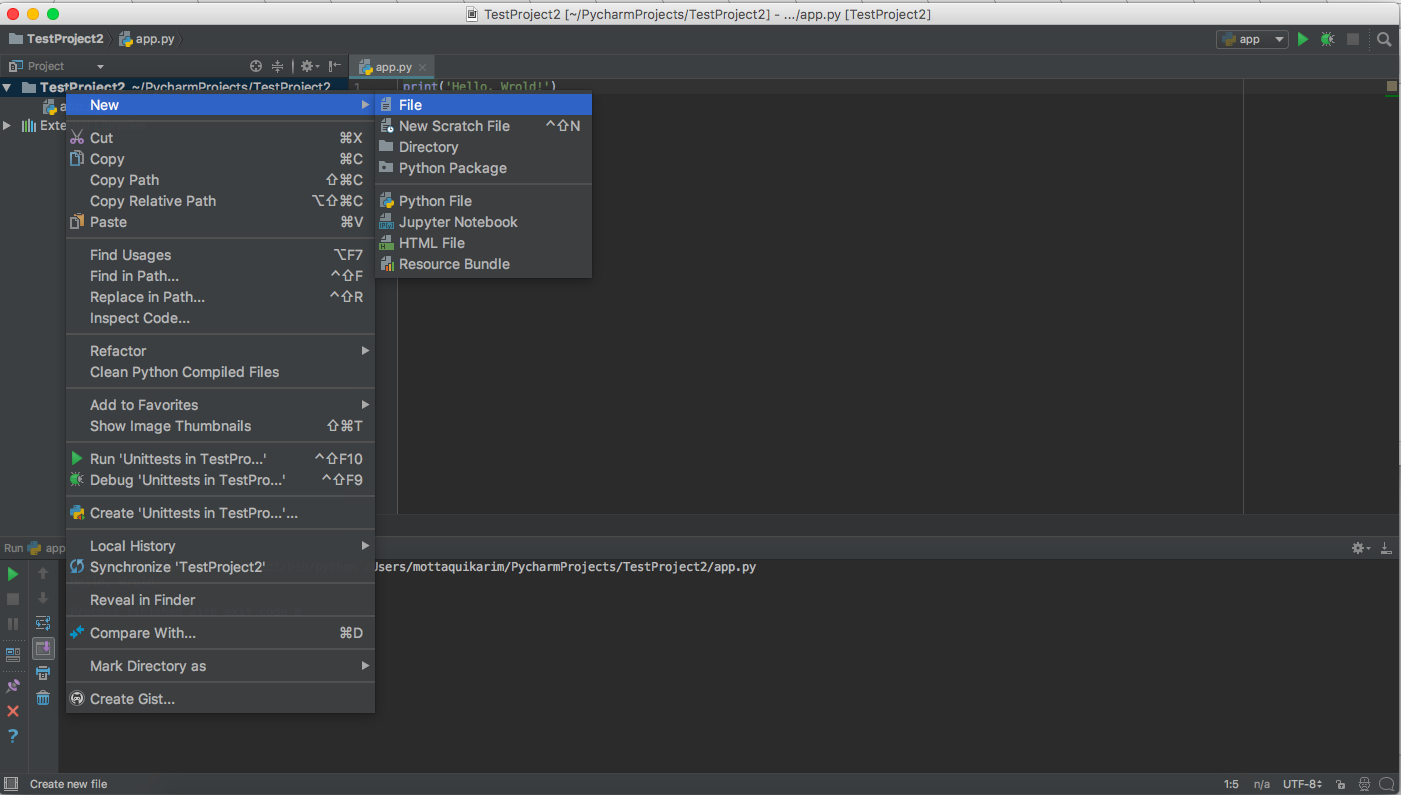 TestProject2 [~/PycharmProjects/TestProject2] - .../app.py [TestProject2]
TestProject2 app.py app
Project app.py
TestProject2 ~/PycharmProjects/TestProject2 1 print('Hello, Wrold!')
New
Cut ⌘X
Copy ⌘C
Copy Path ⇧⌘C
Copy Relative Path ⌥⇧⌘C
Paste ⌘V
Find Usages ⌥F7
Find in Path... ^⇧F
Replace in Path... ^⇧R
Inspect Code...
Refactor
Clean Python Compiled Files
Add to Favorites
Show Image Thumbnails ⇧⌘T
Run 'Unittests in TestPro...' ^⇧F10
Debug 'Unittests in TestPro...' ^⇧F9
Create 'Unittests in TestPro...'...
Local History
Synchronize 'TestProject2'
Reveal in Finder
Compare With... ⌘D
Mark Directory as
Create Gist...
File
New Scratch File ^⇧N
Directory
Python Package
Python File
Jupyter Notebook
HTML File
Resource Bundle
Run app
Users/mottaquikarim/PycharmProjects/TestProject2/app.py
Create new file 1:5 n/a UTF-8